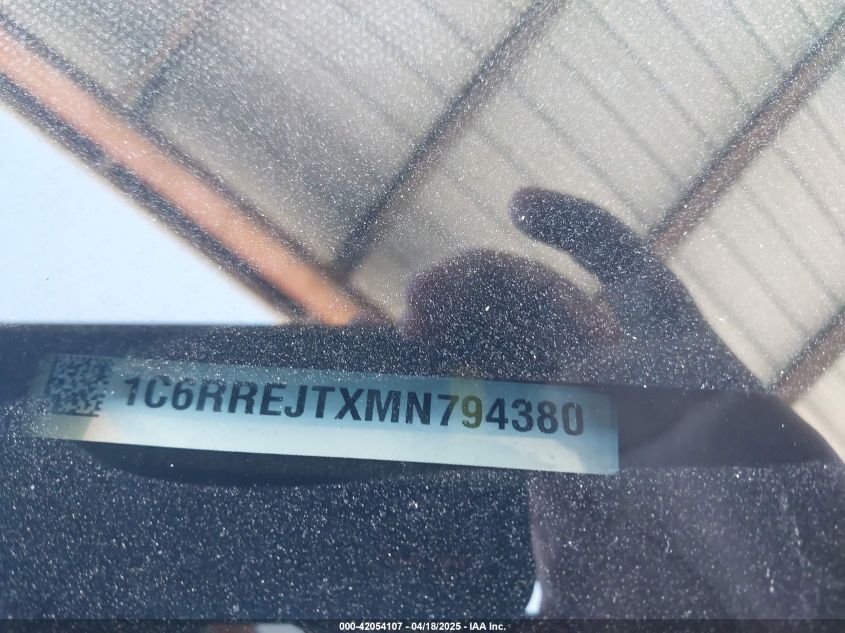 1C6RREJTXMN794380
000-42054107 - 04/18/2025 - IAA Inc.